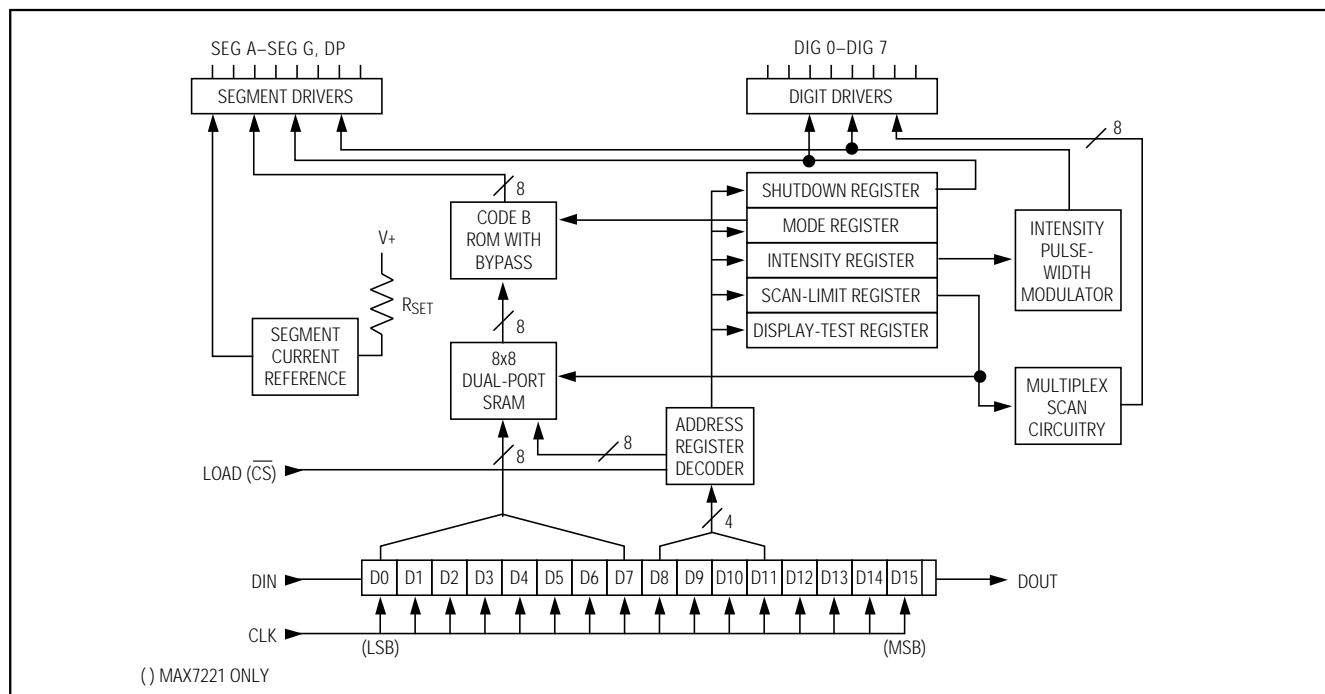 SEG A–SEG G, DP
SEGMENT DRIVERS
DIG 0–DIG 7
DIGIT DRIVERS
8
8
CODE B
ROM WITH
BYPASS
SHUTDOWN REGISTER
MODE REGISTER
INTENSITY REGISTER
SCAN-LIMIT REGISTER
DISPLAY-TEST REGISTER
INTENSITY
PULSE-
WIDTH
MODULATOR
V+
RSET
SEGMENT
CURRENT
REFERENCE
8
8x8
DUAL-PORT
SRAM
MULTIPLEX
SCAN
CIRCUITRY
ADDRESS
REGISTER
DECODER
8
8
LOAD (C̅S̅)
4
DIN
D0 D1 D2 D3 D4 D5 D6 D7 D8 D9 D10 D11 D12 D13 D14 D15
DOUT
CLK
(LSB)
(MSB)
( ) MAX7221 ONLY